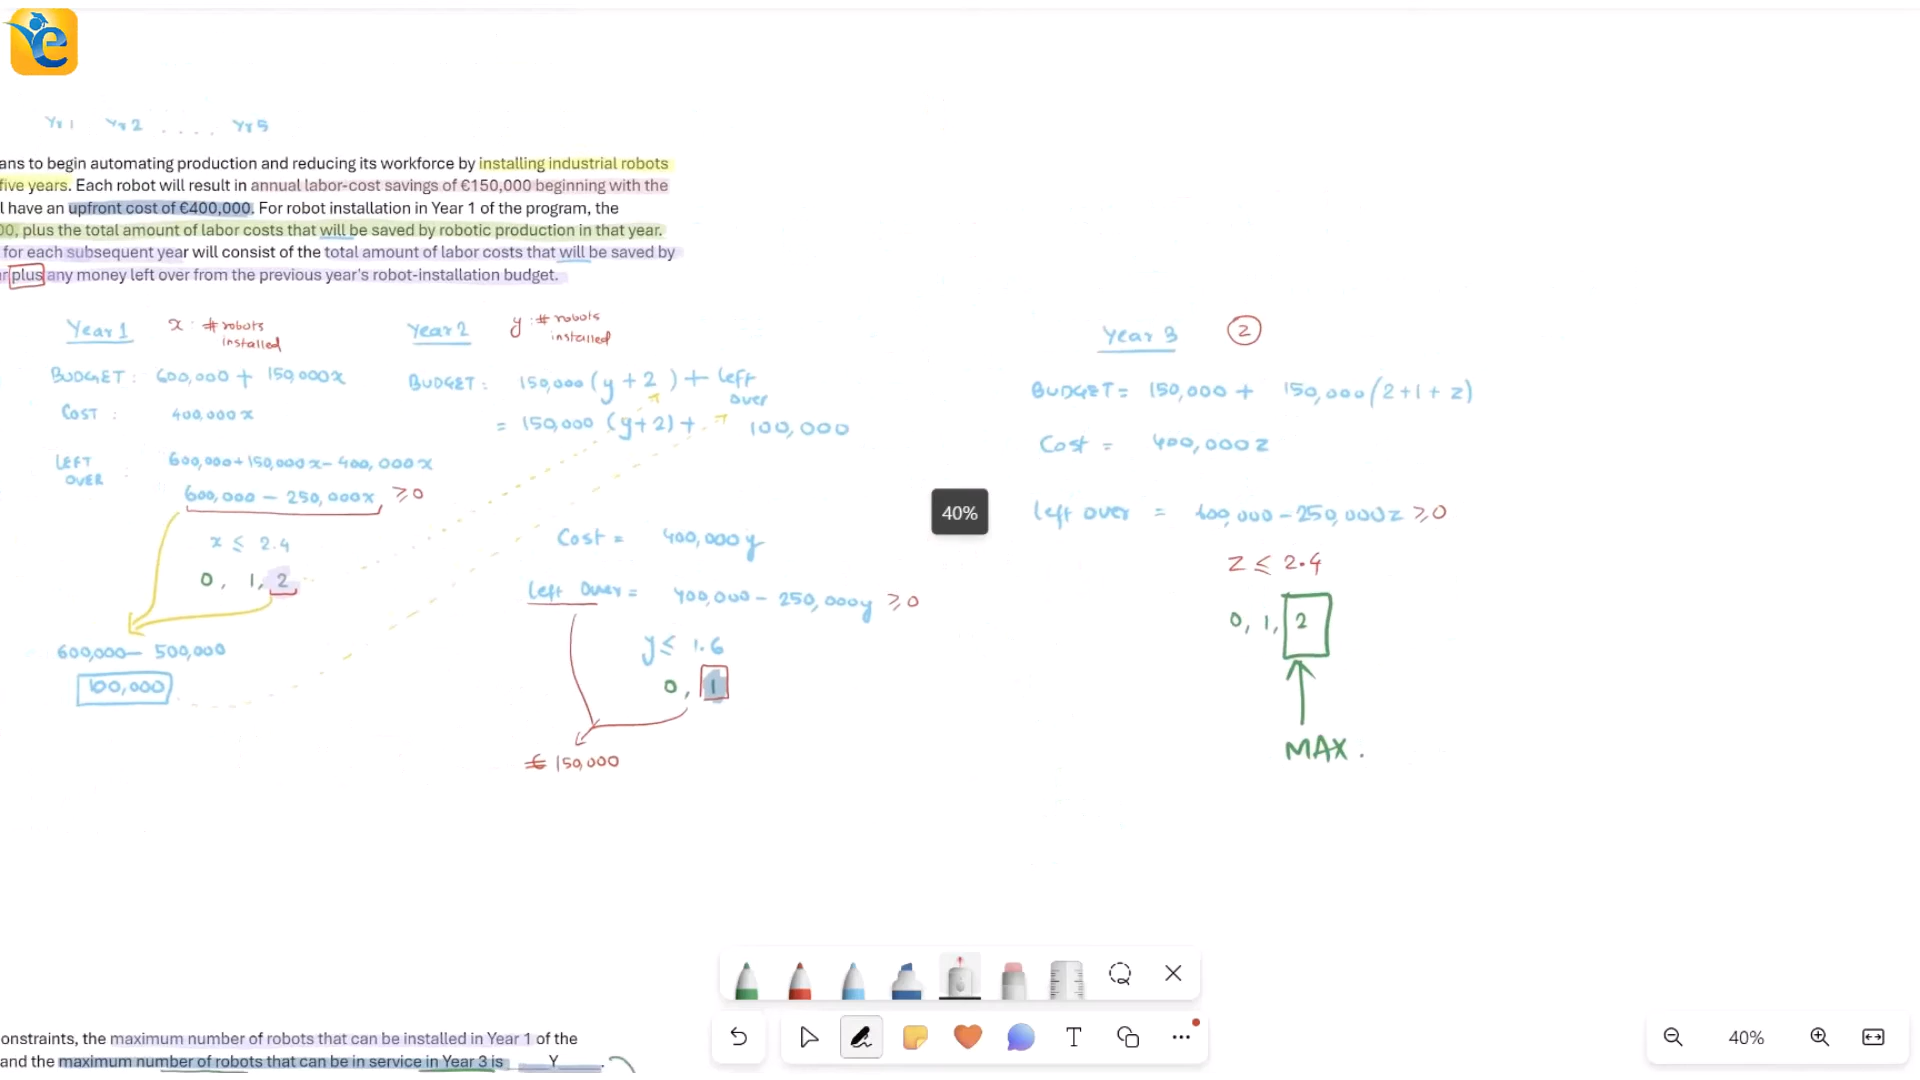 e
Yr 1 Yr 2 .... Yr 5
ans to begin automating production and reducing its workforce by installing industrial robots
five years. Each robot will result in annual labor-cost savings of €150,000 beginning with the
l have an upfront cost of €400,000. For robot installation in Year 1 of the program, the
00, plus the total amount of labor costs that will be saved by robotic production in that year.
for each subsequent year will consist of the total amount of labor costs that will be saved by
r plus any money left over from the previous year's robot-installation budget.
Year 1 x : # robots installed
BUDGET : 600,000 + 150,000x
COST : 400,000x
LEFT OVER : 600,000+150,000x-400,000x
600,000 - 250,000x ≥0
x ≤ 2.4
0, 1, 2
600,000- 500,000
100,000
Year 2 y : # robots installed
BUDGET : 150,000 (y + 2 ) + left over
= 150,000 (y+2) + 100,000
Cost = 400,000y
left over = 400,000 - 250,000y ≥0
y ≤ 1.6
0, 1
€ 150,000
40%
Year 3 z
BUDGET = 150,000 + 150,000(2+1+z)
Cost = 400,000z
left over = 600,000 - 250,000z ≥0
z ≤ 2.4
0, 1, 2
MAX.
onstraints, the maximum number of robots that can be installed in Year 1 of the
and the maximum number of robots that can be in service in Year 3 is __Y__.
T
40%